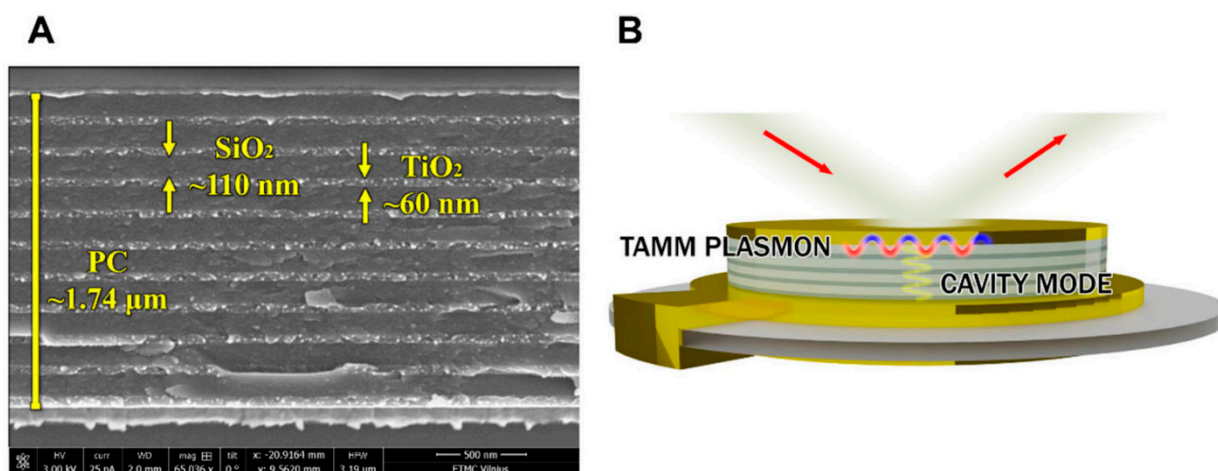 A
B
SiO₂
~110 nm
TiO₂
~60 nm
PC
~1.74 μm
TAMM PLASMON
CAVITY MODE
HV curr WD mag ⊞ tilt x: -20.9164 mm HFW 500 nm
3.00 kV 25 pA 2.0 mm 65 036 x 0 ° y: 9.5620 mm 3.19 μm FTMC Vilnius